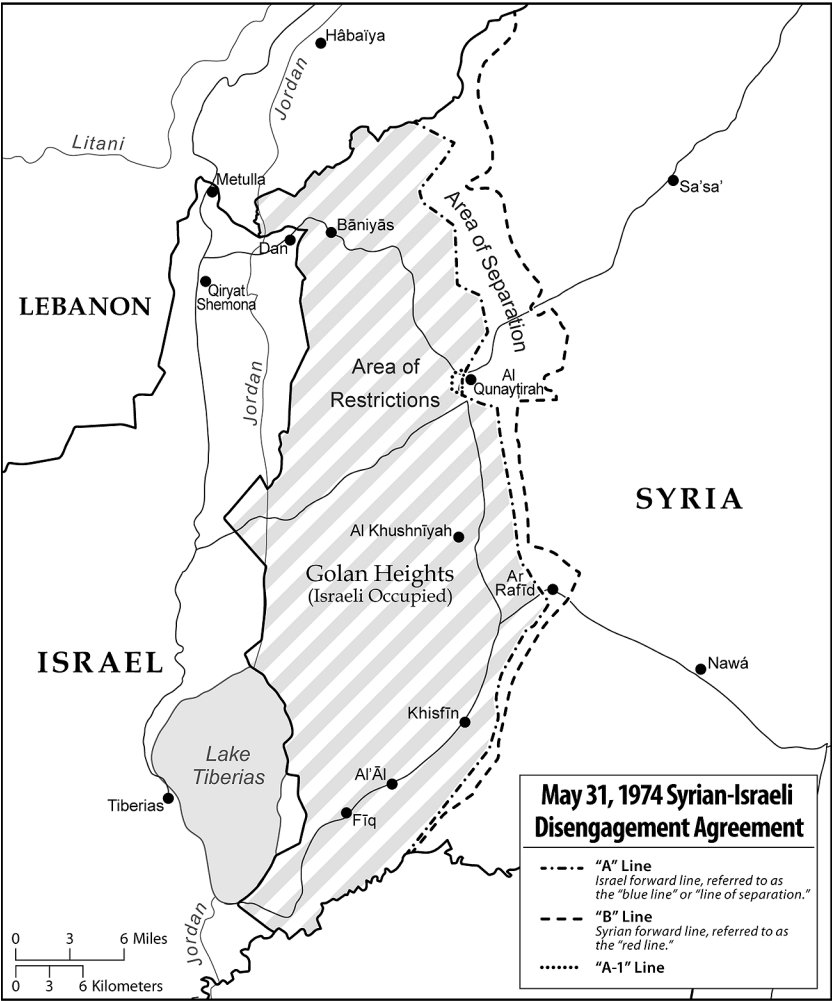 Hâbaïya
Jordan
Litani
Metulla
Sa'sa'
Bāniyās
Dan
Area of Separation
Qiryat
Shemona
LEBANON
Area of
Restrictions
Al
Qunayṭirah
Jordan
SYRIA
Al Khushnīyah
Golan Heights
(Israeli Occupied)
Ar
Rafīd
ISRAEL
Nawá
Khisfīn
Lake
Tiberias
Al'Āl
Tiberias
Fīq
Jordan
0 3 6 Miles
0 3 6 Kilometers
May 31, 1974 Syrian-Israeli
Disengagement Agreement
"A" Line
Israel forward line, referred to as
the "blue line" or "line of separation."
"B" Line
Syrian forward line, referred to as
the "red line."
"A-1" Line